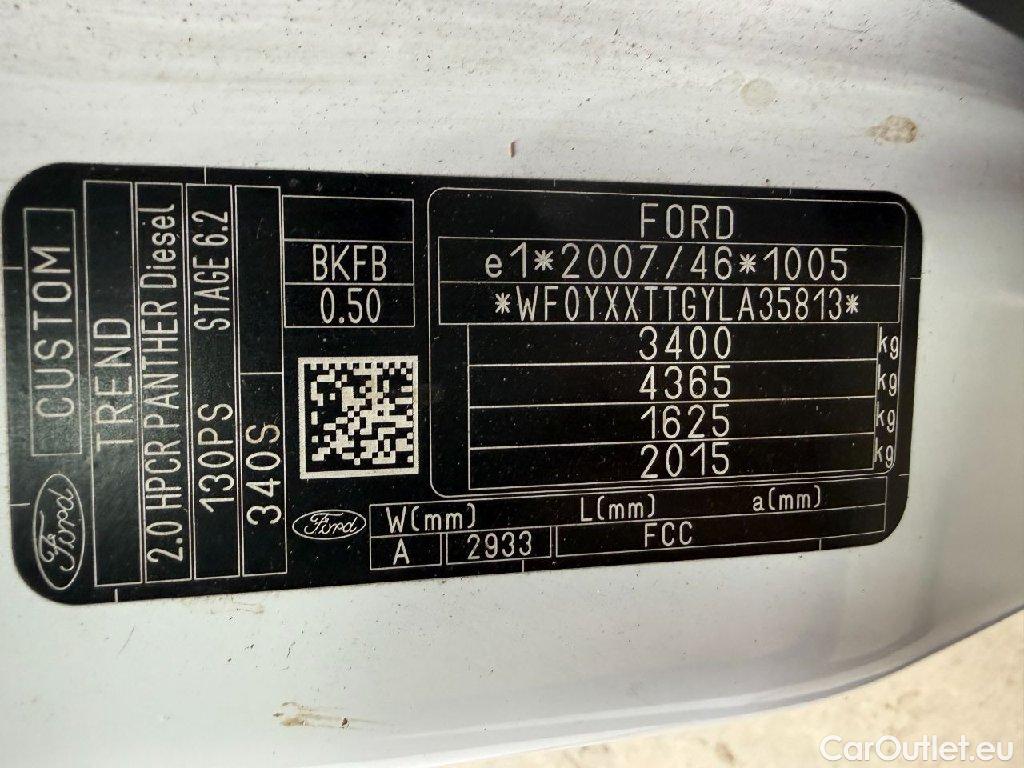 Ford
CUSTOM
TREND
2.0 HPCR PANTHER Diesel
130PS
STAGE 6.2
340S
BKFB
0.50
FORD
e1*2007/46*1005
*WF0YXXTTGYLA35813*
3400 kg
4365 kg
1625 kg
2015 kg
Ford
W(mm) L(mm) a(mm)
A 2933 FCC
CarOutlet.eu